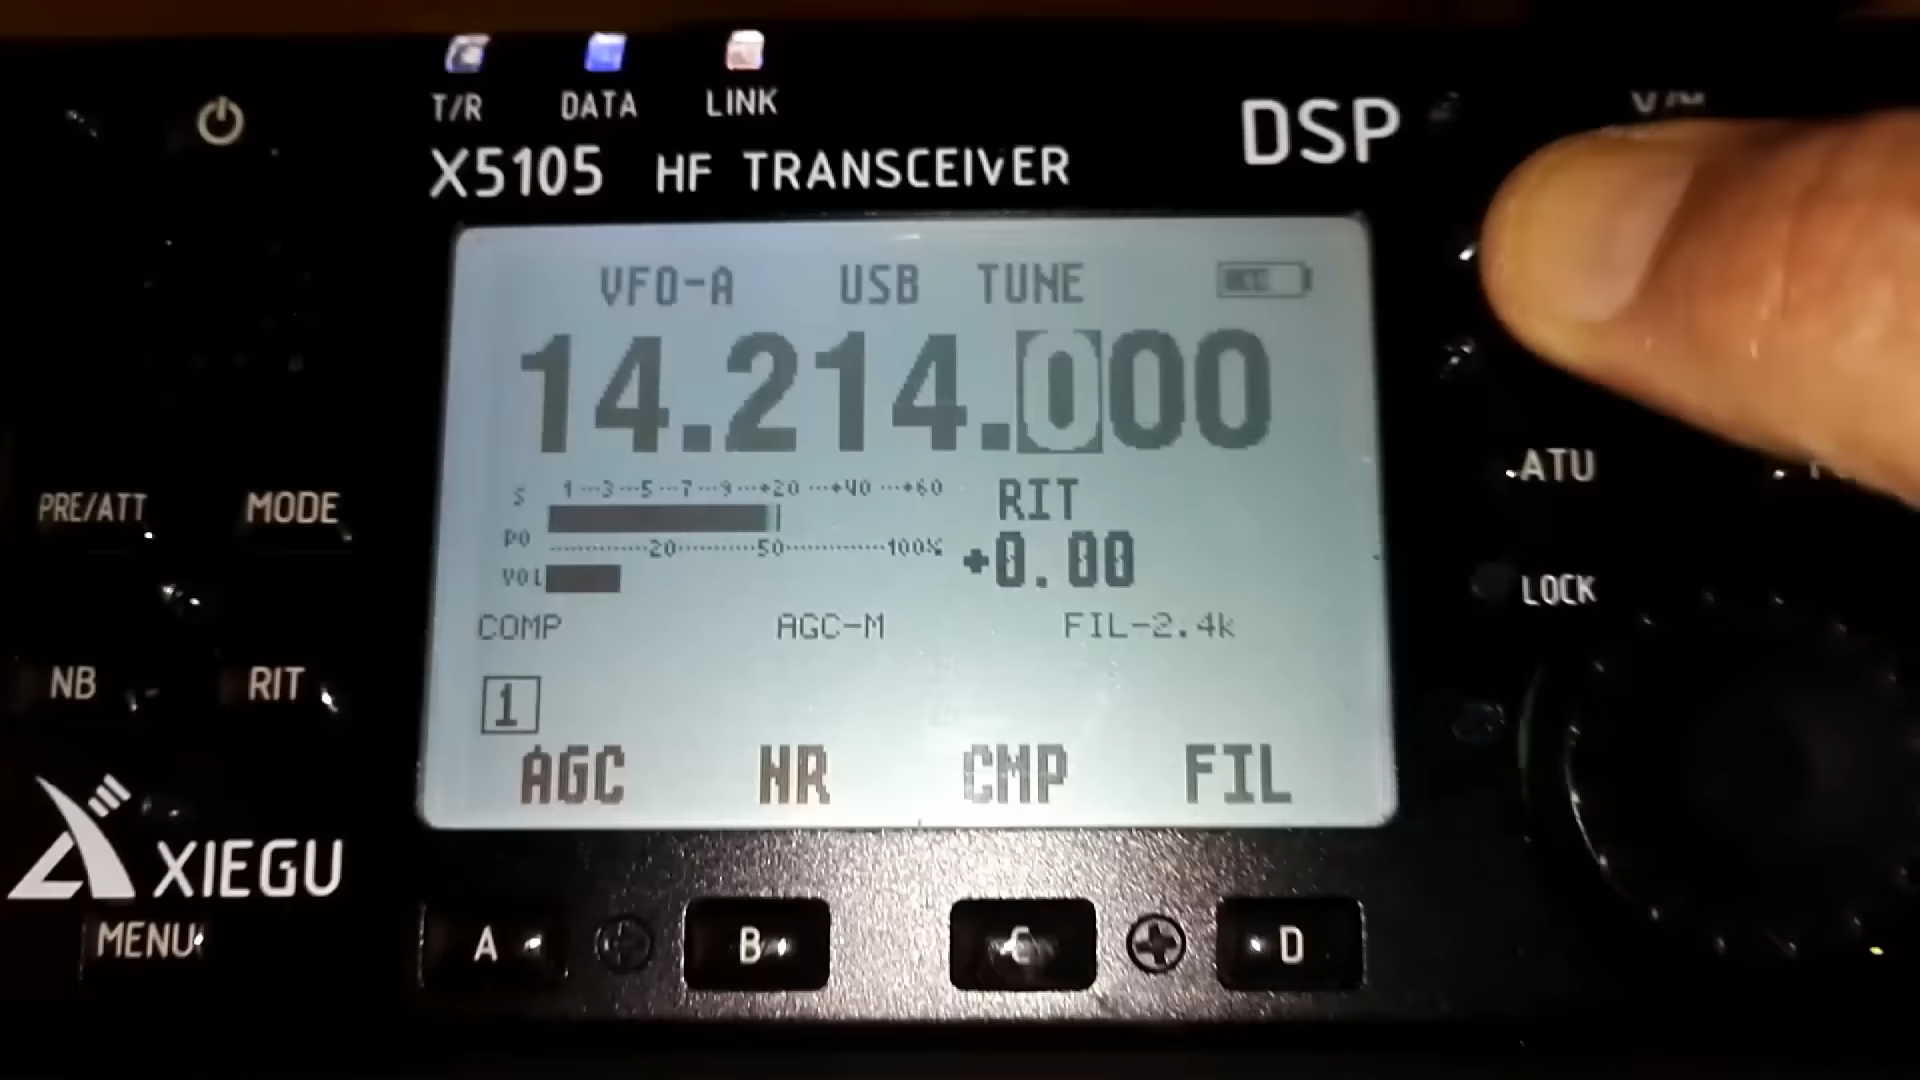 T/R DATA LINK
X5105 HF TRANSCEIVER DSP
VFO-A USB TUNE
14.214.000
S 1 3 5 7 9 +20 +40 +60
RIT
PO 20 50 100%
+0.00
VOL
COMP AGC-M FIL-2.4k
1
AGC NR CMP FIL
PRE/ATT MODE
NB RIT
XIEGU
MENU
A B C D
ATU
LOCK